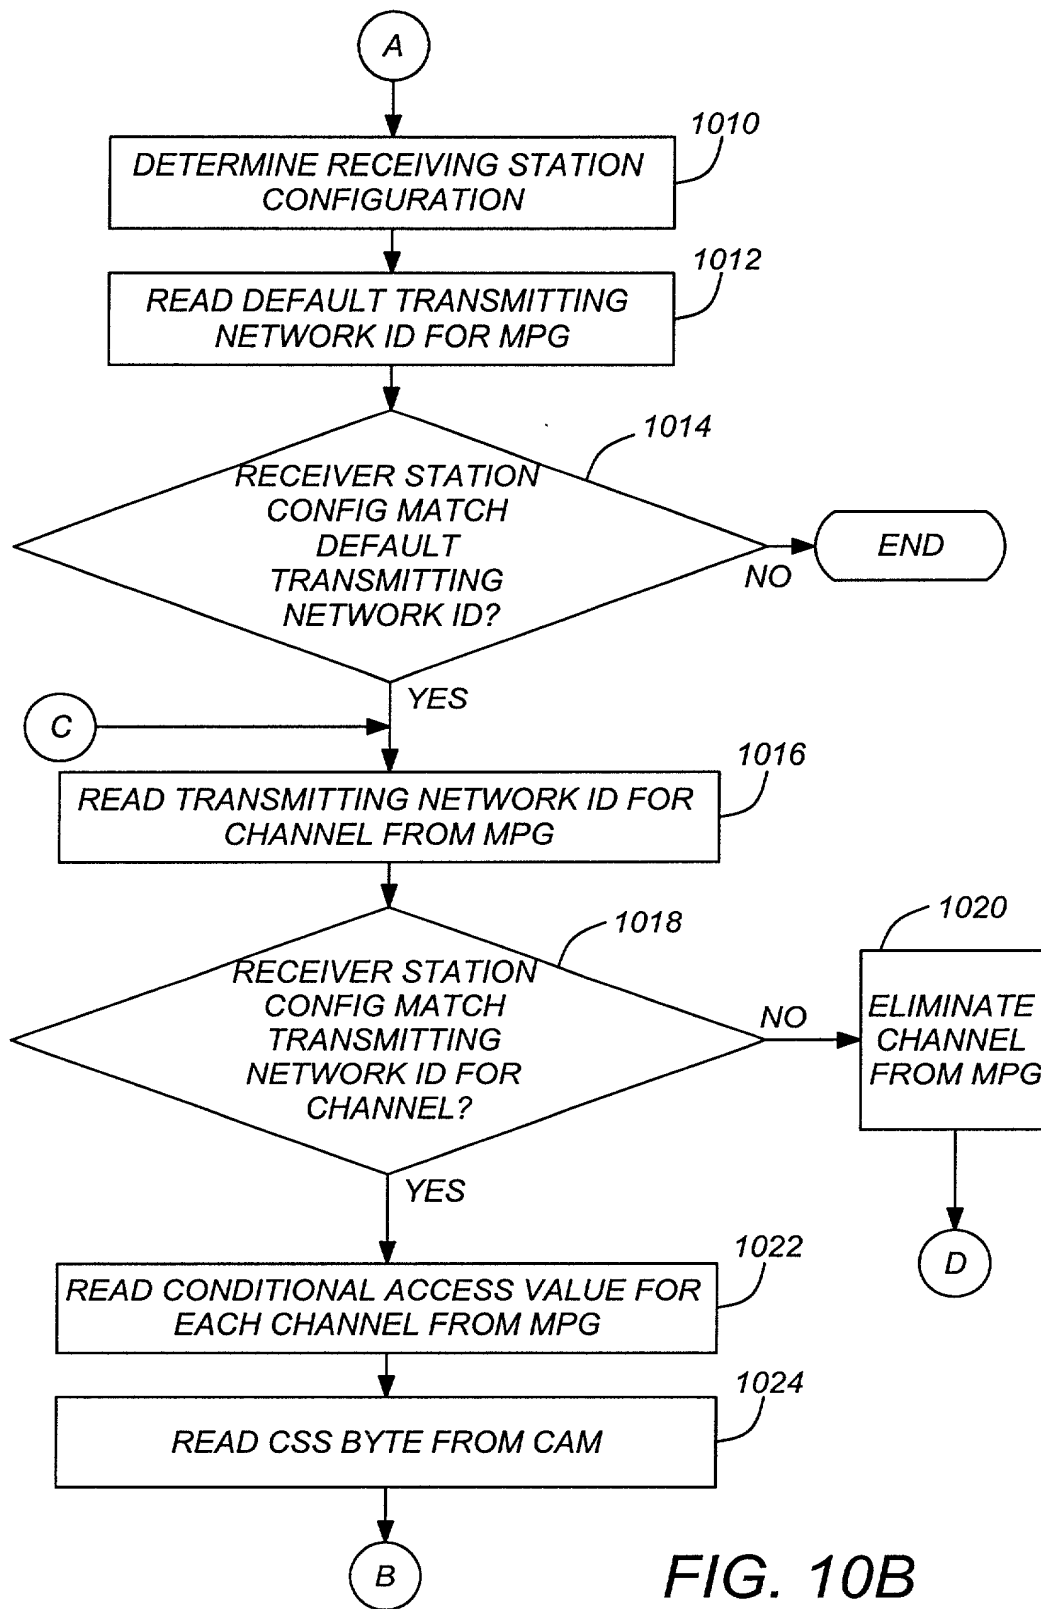 A
1010
DETERMINE RECEIVING STATION
CONFIGURATION
1012
READ DEFAULT TRANSMITTING
NETWORK ID FOR MPG
1014
RECEIVER STATION
CONFIG MATCH
DEFAULT
TRANSMITTING
NETWORK ID?
NO
END
YES
C
1016
READ TRANSMITTING NETWORK ID FOR
CHANNEL FROM MPG
1018
RECEIVER STATION
CONFIG MATCH
TRANSMITTING
NETWORK ID FOR
CHANNEL?
NO
1020
ELIMINATE
CHANNEL
FROM MPG
D
YES
1022
READ CONDITIONAL ACCESS VALUE FOR
EACH CHANNEL FROM MPG
1024
READ CSS BYTE FROM CAM
B
FIG. 10B